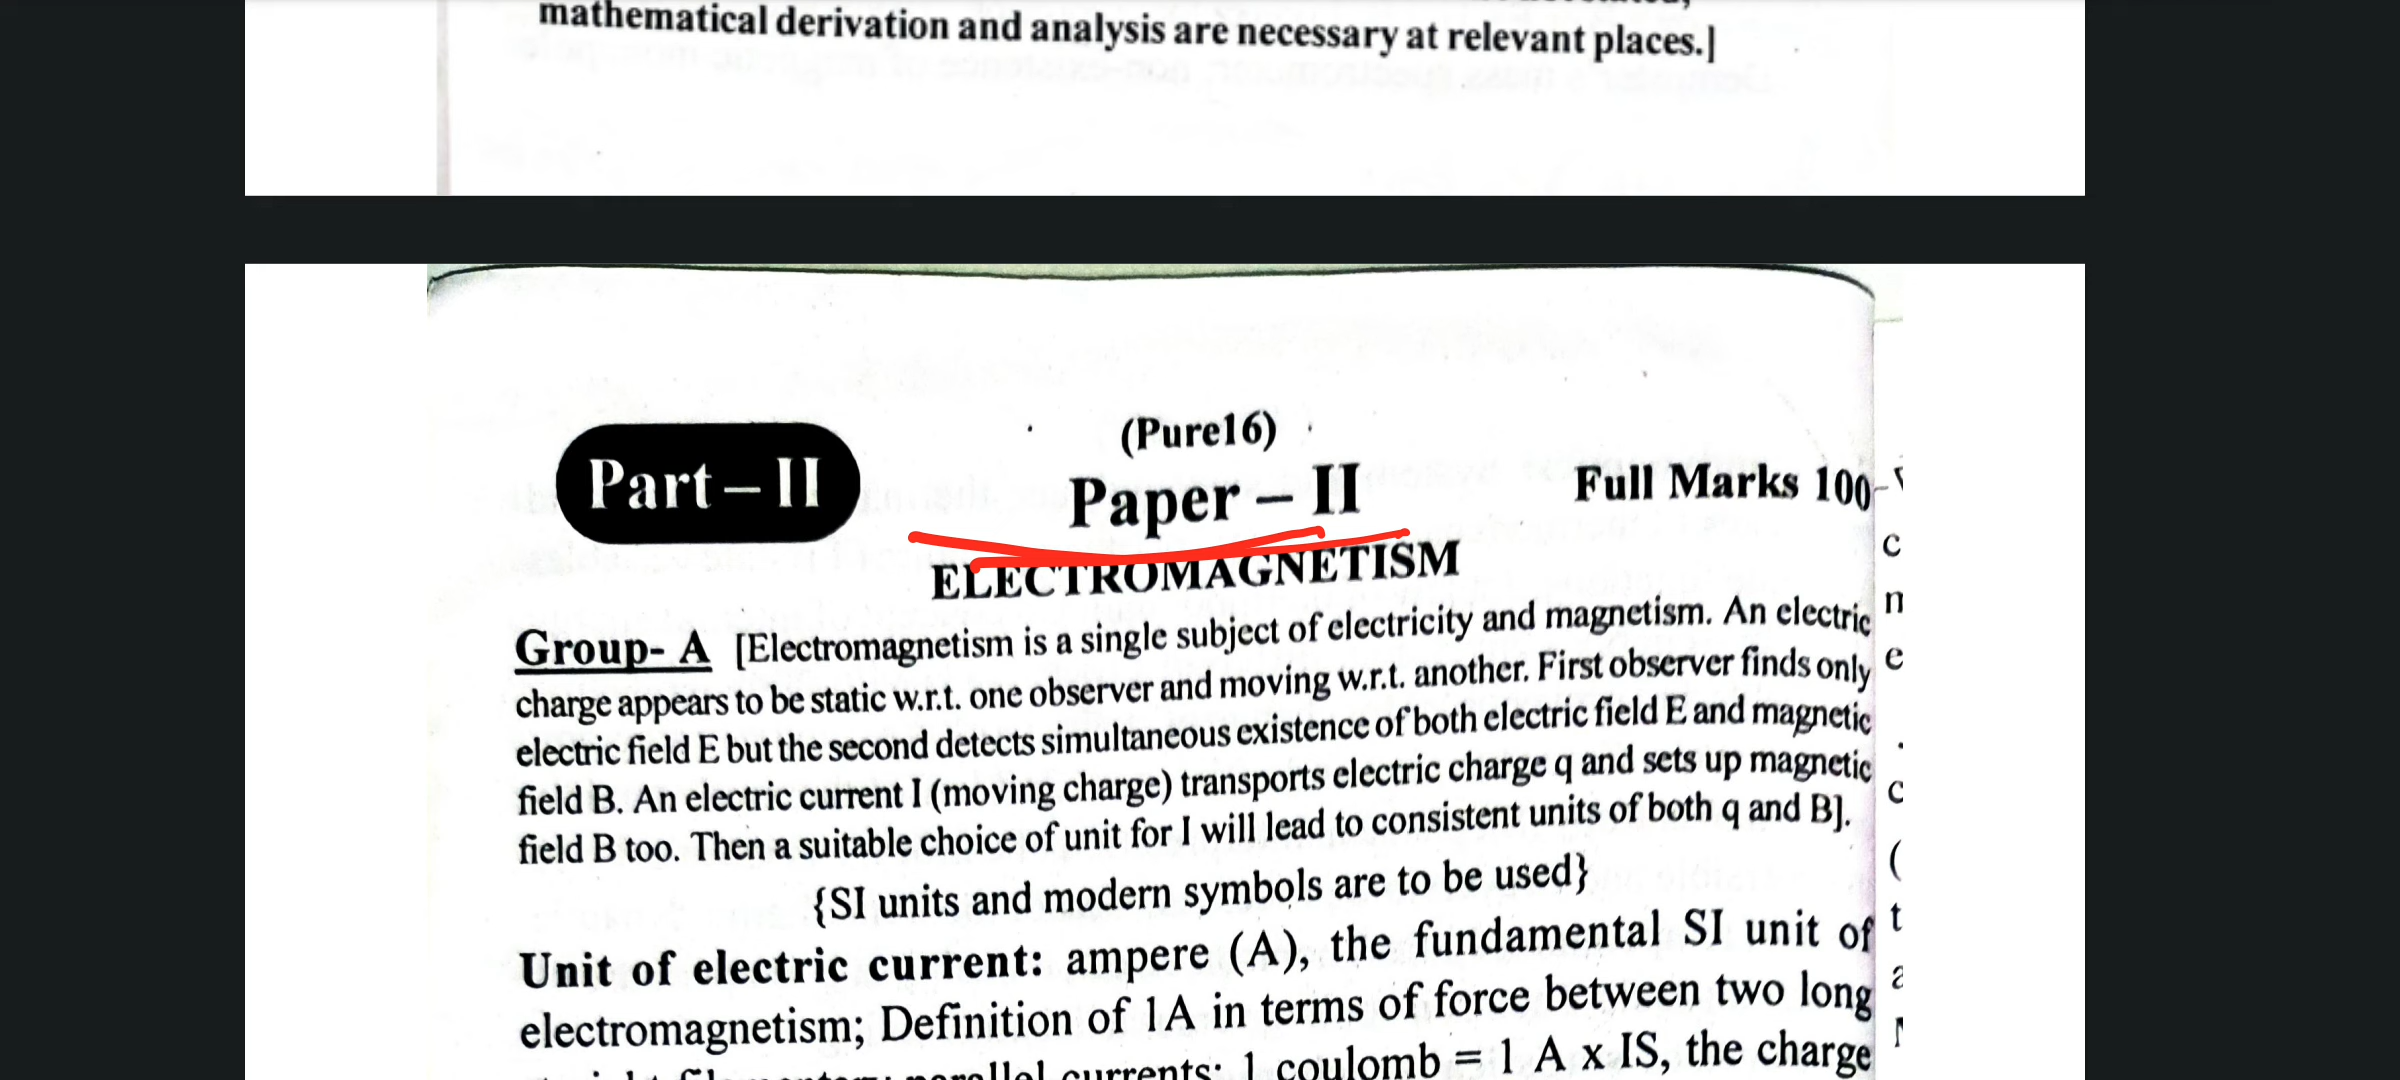 mathematical derivation and analysis are necessary at relevant places.]
(Pure16)
Part – II
Paper – II
Full Marks 100
ELECTROMAGNETISM
Group- A [Electromagnetism is a single subject of electricity and magnetism. An electric
charge appears to be static w.r.t. one observer and moving w.r.t. another. First observer finds only
electric field E but the second detects simultaneous existence of both electric field E and magnetic
field B. An electric current I (moving charge) transports electric charge q and sets up magnetic
field B too. Then a suitable choice of unit for I will lead to consistent units of both q and B].
{SI units and modern symbols are to be used}
Unit of electric current: ampere (A), the fundamental SI unit of
electromagnetism; Definition of 1A in terms of force between two long
parallel currents; 1 coulomb = 1 A x IS, the charge